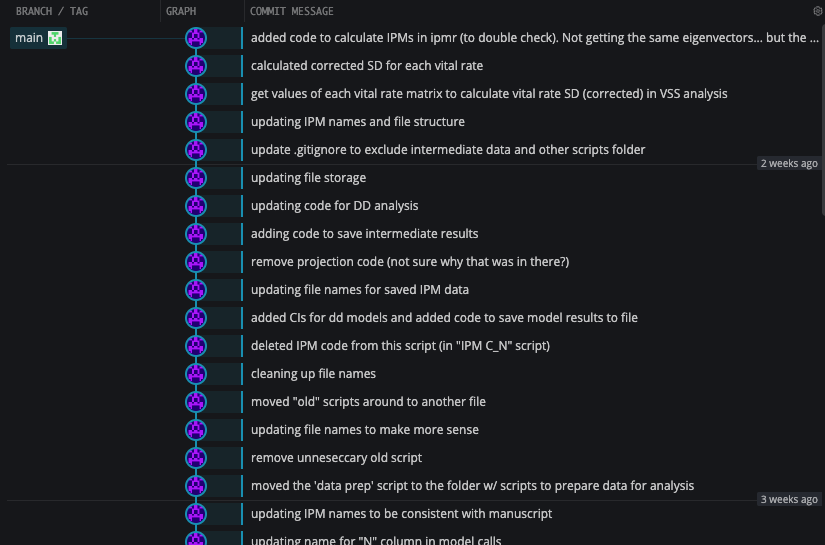 BRANCH / TAG GRAPH COMMIT MESSAGE
main added code to calculate IPMs in ipmr (to double check). Not getting the same eigenvectors... but the ...
calculated corrected SD for each vital rate
get values of each vital rate matrix to calculate vital rate SD (corrected) in VSS analysis
updating IPM names and file structure
update .gitignore to exclude intermediate data and other scripts folder
2 weeks ago
updating file storage
updating code for DD analysis
adding code to save intermediate results
remove projection code (not sure why that was in there?)
updating file names for saved IPM data
added CIs for dd models and added code to save model results to file
deleted IPM code from this script (in "IPM C_N" script)
cleaning up file names
moved "old" scripts around to another file
updating file names to make more sense
remove unneseccary old script
moved the 'data prep' script to the folder w/ scripts to prepare data for analysis
3 weeks ago
updating IPM names to be consistent with manuscript
updating name for "N" column in model calls